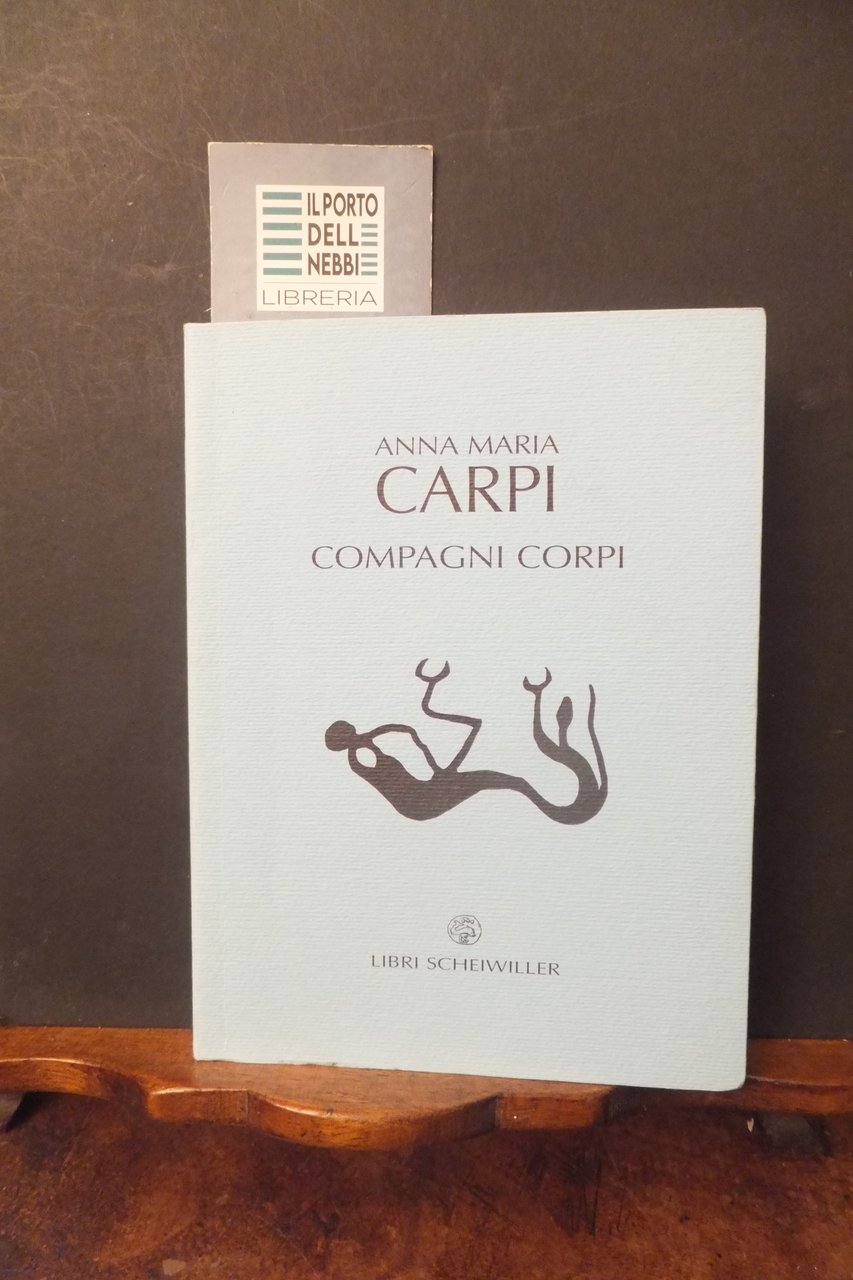 IL PORTO
DELL
NEBBI
LIBRERIA
ANNA MARIA
CARPI
COMPAGNI CORPI
LIBRI SCHEIWILLER